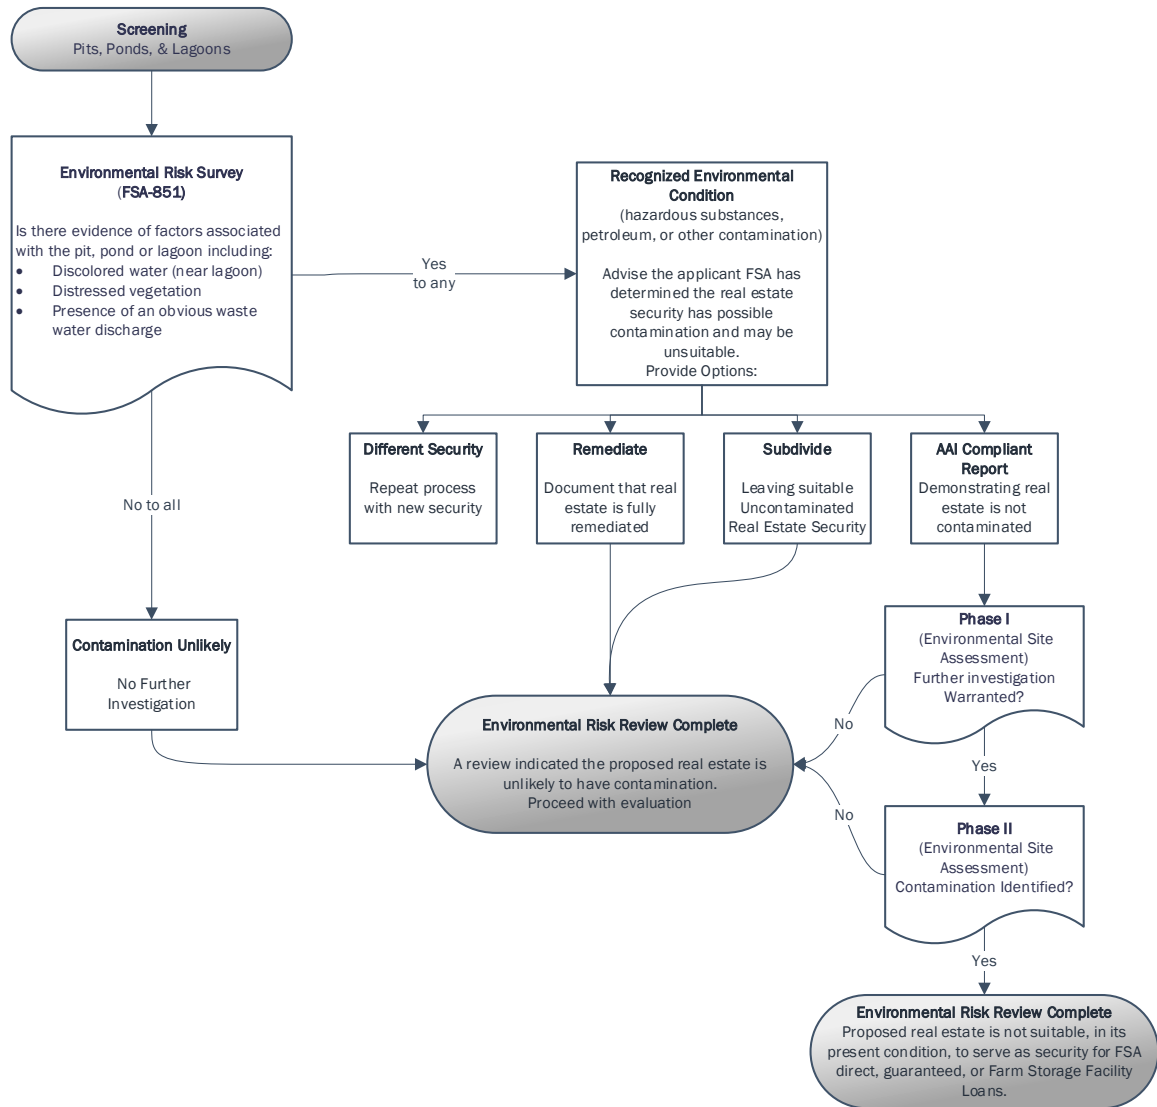 Screening
Pits, Ponds, & Lagoons
Environmental Risk Survey
(FSA-851)
Is there evidence of factors associated
with the pit, pond or lagoon including:
• Discolored water (near lagoon)
• Distressed vegetation
• Presence of an obvious waste
water discharge
Yes
to any
Recognized Environmental
Condition
(hazardous substances,
petroleum, or other contamination)
Advise the applicant FSA has
determined the real estate
security has possible
contamination and may be
unsuitable.
Provide Options:
Different Security
Repeat process
with new security
Remediate
Document that real
estate is fully
remediated
Subdivide
Leaving suitable
Uncontaminated
Real Estate Security
AAI Compliant
Report
Demonstrating real
estate is not
contaminated
No to all
Contamination Unlikely
No Further
Investigation
Phase I
(Environmental Site
Assessment)
Further investigation
Warranted?
No
Yes
Environmental Risk Review Complete
A review indicated the proposed real estate is
unlikely to have contamination.
Proceed with evaluation
Phase II
(Environmental Site
Assessment)
Contamination Identified?
No
Yes
Environmental Risk Review Complete
Proposed real estate is not suitable, in its
present condition, to serve as security for FSA
direct, guaranteed, or Farm Storage Facility
Loans.